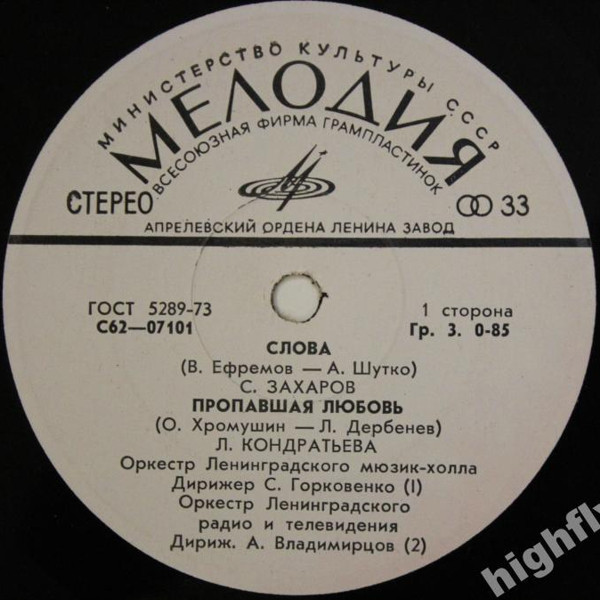 МИНИСТЕРСТВО КУЛЬТУРЫ СССР
МЕЛОДИЯ
ВСЕСОЮЗНАЯ ФИРМА ГРАМПЛАСТИНОК
СТЕРЕО
33
АПРЕЛЕВСКИЙ ОРДЕНА ЛЕНИНА ЗАВОД
ГОСТ 5289-73
1 сторона
С62—07101
Гр. 3. 0-85
СЛОВА
(В. Ефремов — А. Шутко)
С. ЗАХАРОВ
ПРОПАВШАЯ ЛЮБОВЬ
(О. Хромушин — Л. Дербенев)
Л. КОНДРАТЬЕВА
Оркестр Ленинградского мюзик-холла
Дирижер С. Горковенко (1)
Оркестр Ленинградского
радио и телевидения
Дириж. А. Владимирцов (2)